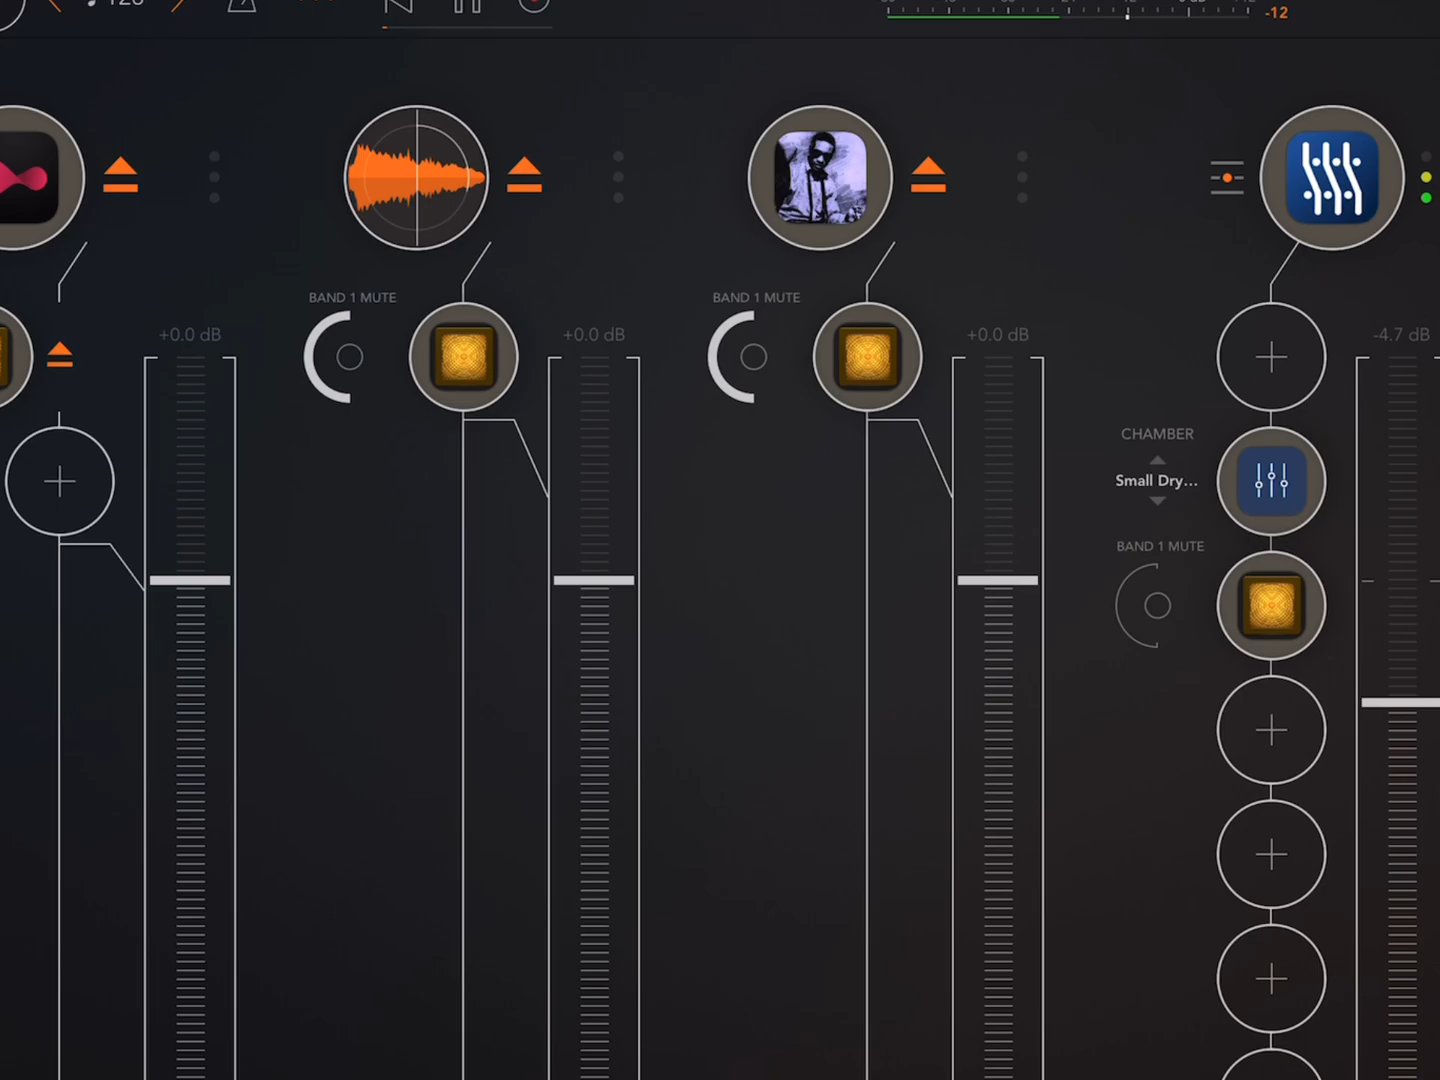 -12
BAND 1 MUTE
BAND 1 MUTE
+0.0 dB
+0.0 dB
+0.0 dB
-4.7 dB
CHAMBER
Small Dry...
BAND 1 MUTE